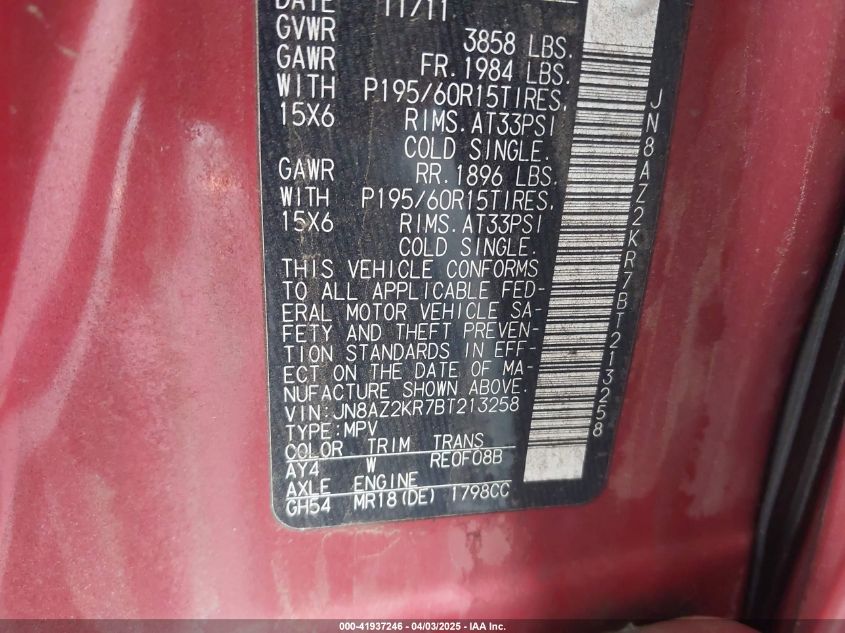 DATE 11/11
GVWR 3858 LBS.
GAWR FR. 1984 LBS.
WITH P195/60R15TIRES,
15X6 RIMS. AT33PSI
COLD SINGLE.
GAWR RR. 1896 LBS.
WITH P195/60R15TIRES,
15X6 RIMS. AT33PSI
COLD SINGLE.
THIS VEHICLE CONFORMS
TO ALL APPLICABLE FED-
ERAL MOTOR VEHICLE SA-
FETY AND THEFT PREVEN-
TION STANDARDS IN EFF-
ECT ON THE DATE OF MA-
NUFACTURE SHOWN ABOVE.
VIN:JN8AZ2KR7BT213258
TYPE:MPV
COLOR TRIM TRANS
AY4 W RE0F08B
AXLE ENGINE
GH54 MR18(DE) 1798CC
JN8AZ2KR7BT213258
000-41937246 - 04/03/2025 - IAA Inc.